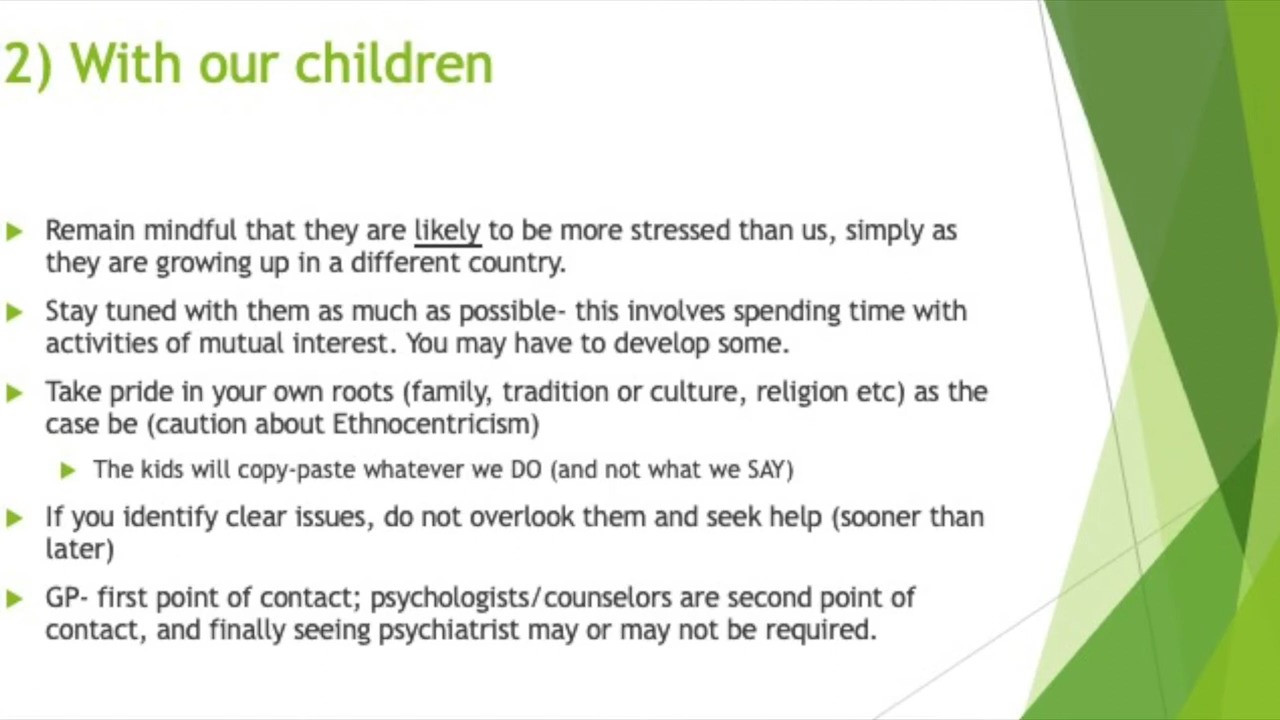 2) With our children
Remain mindful that they are likely to be more stressed than us, simply as
they are growing up in a different country.
Stay tuned with them as much as possible- this involves spending time with
activities of mutual interest. You may have to develop some.
Take pride in your own roots (family, tradition or culture, religion etc) as the
case be (caution about Ethnocentricism)
The kids will copy-paste whatever we DO (and not what we SAY)
If you identify clear issues, do not overlook them and seek help (sooner than
later)
GP- first point of contact; psychologists/counselors are second point of
contact, and finally seeing psychiatrist may or may not be required.